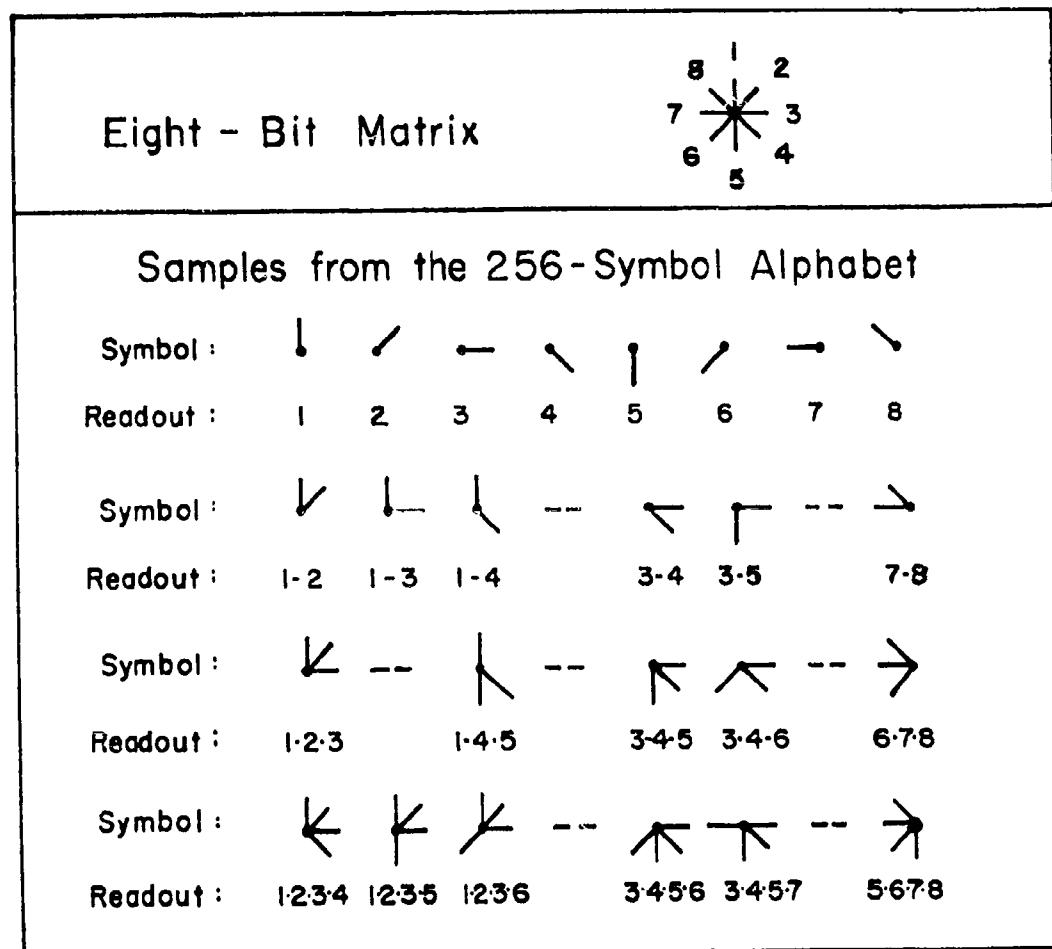 1
8 2
Eight - Bit Matrix 7 3
6 4
5
Samples from the 256-Symbol Alphabet
Symbol :
Readout : 1 2 3 4 5 6 7 8
Symbol : -- --
Readout : 1-2 1-3 1-4 3-4 3-5 7-8
Symbol : -- -- --
Readout : 1·2·3 1·4·5 3-4·5 3·4·6 6·7·8
Symbol : -- --
Readout : 1·2·3·4 1·2·3·5 1·2·3·6 3·4·5·6 3·4·5·7 5·6·7·8